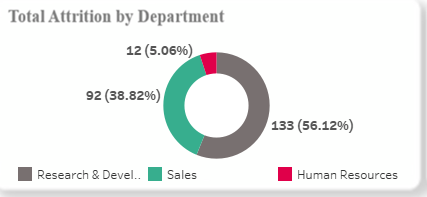 Total Attrition by Department
12 (5.06%)
92 (38.82%)
133 (56.12%)
Research & Devel.. Sales Human Resources